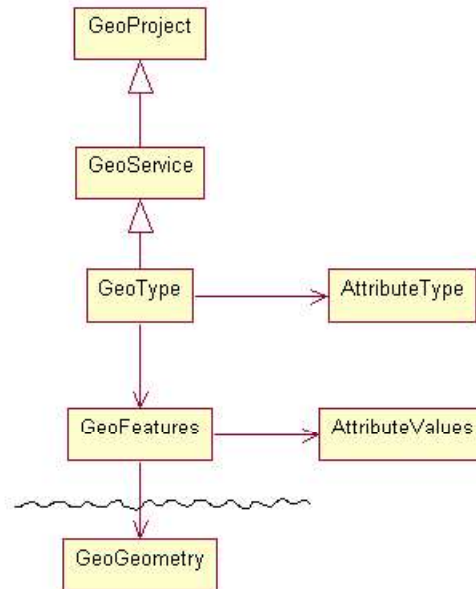 GeoProject
GeoService
GeoType
AttributeType
GeoFeatures
AttributeValues
GeoGeometry